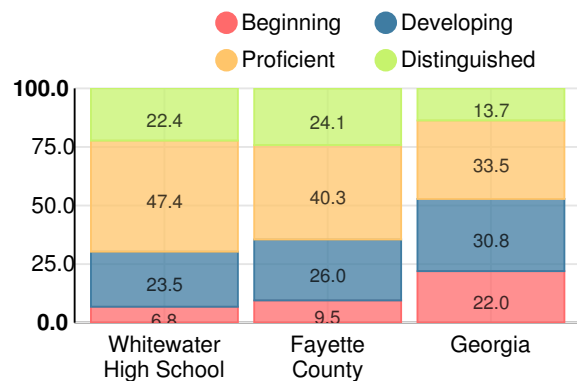 Beginning Developing
Proficient Distinguished
100.0
75.0
50.0
25.0
0.0
22.4 24.1 13.7
47.4 40.3 33.5
23.5 26.0 30.8
6.8 9.5 22.0
Whitewater Fayette Georgia
High School County